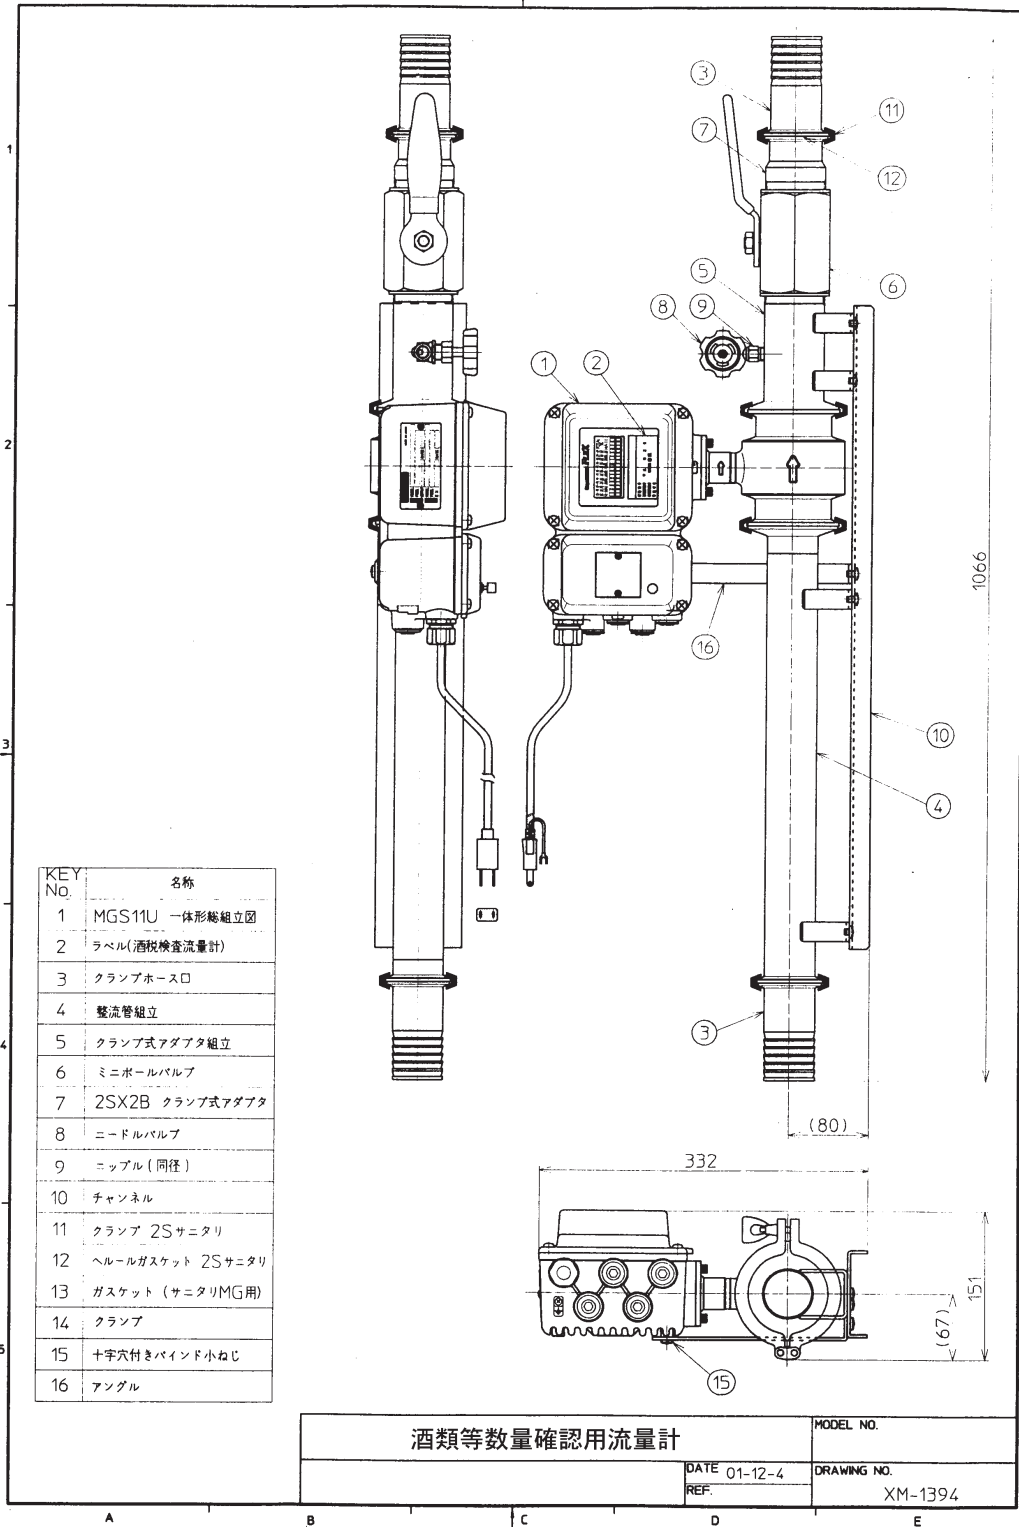 1
2
3
4
5
3
7
11
12
5
6
8
9
1
2
16
10
4
3
1066
(80)
332
151
(67)
15
KEY No. 名称
1 MGS11U 一体形総組立図
2 ラベル(酒税検査流量計)
3 クランプホース口
4 整流管組立
5 クランプ式アダプタ組立
6 ミニボールバルブ
7 2SX2B クランプ式アダプタ
8 ニードルバルブ
9 ニップル(同径)
10 チャンネル
11 クランプ 2Sサニタリ
12 ヘルールガスケット 2Sサニタリ
13 ガスケット (サニタリMG用)
14 クランプ
15 十字穴付きバインド小ねじ
16 アングル
酒類等数量確認用流量計
MODEL NO.
DATE 01-12-4
DRAWING NO.
REF.
XM-1394
A B C D E